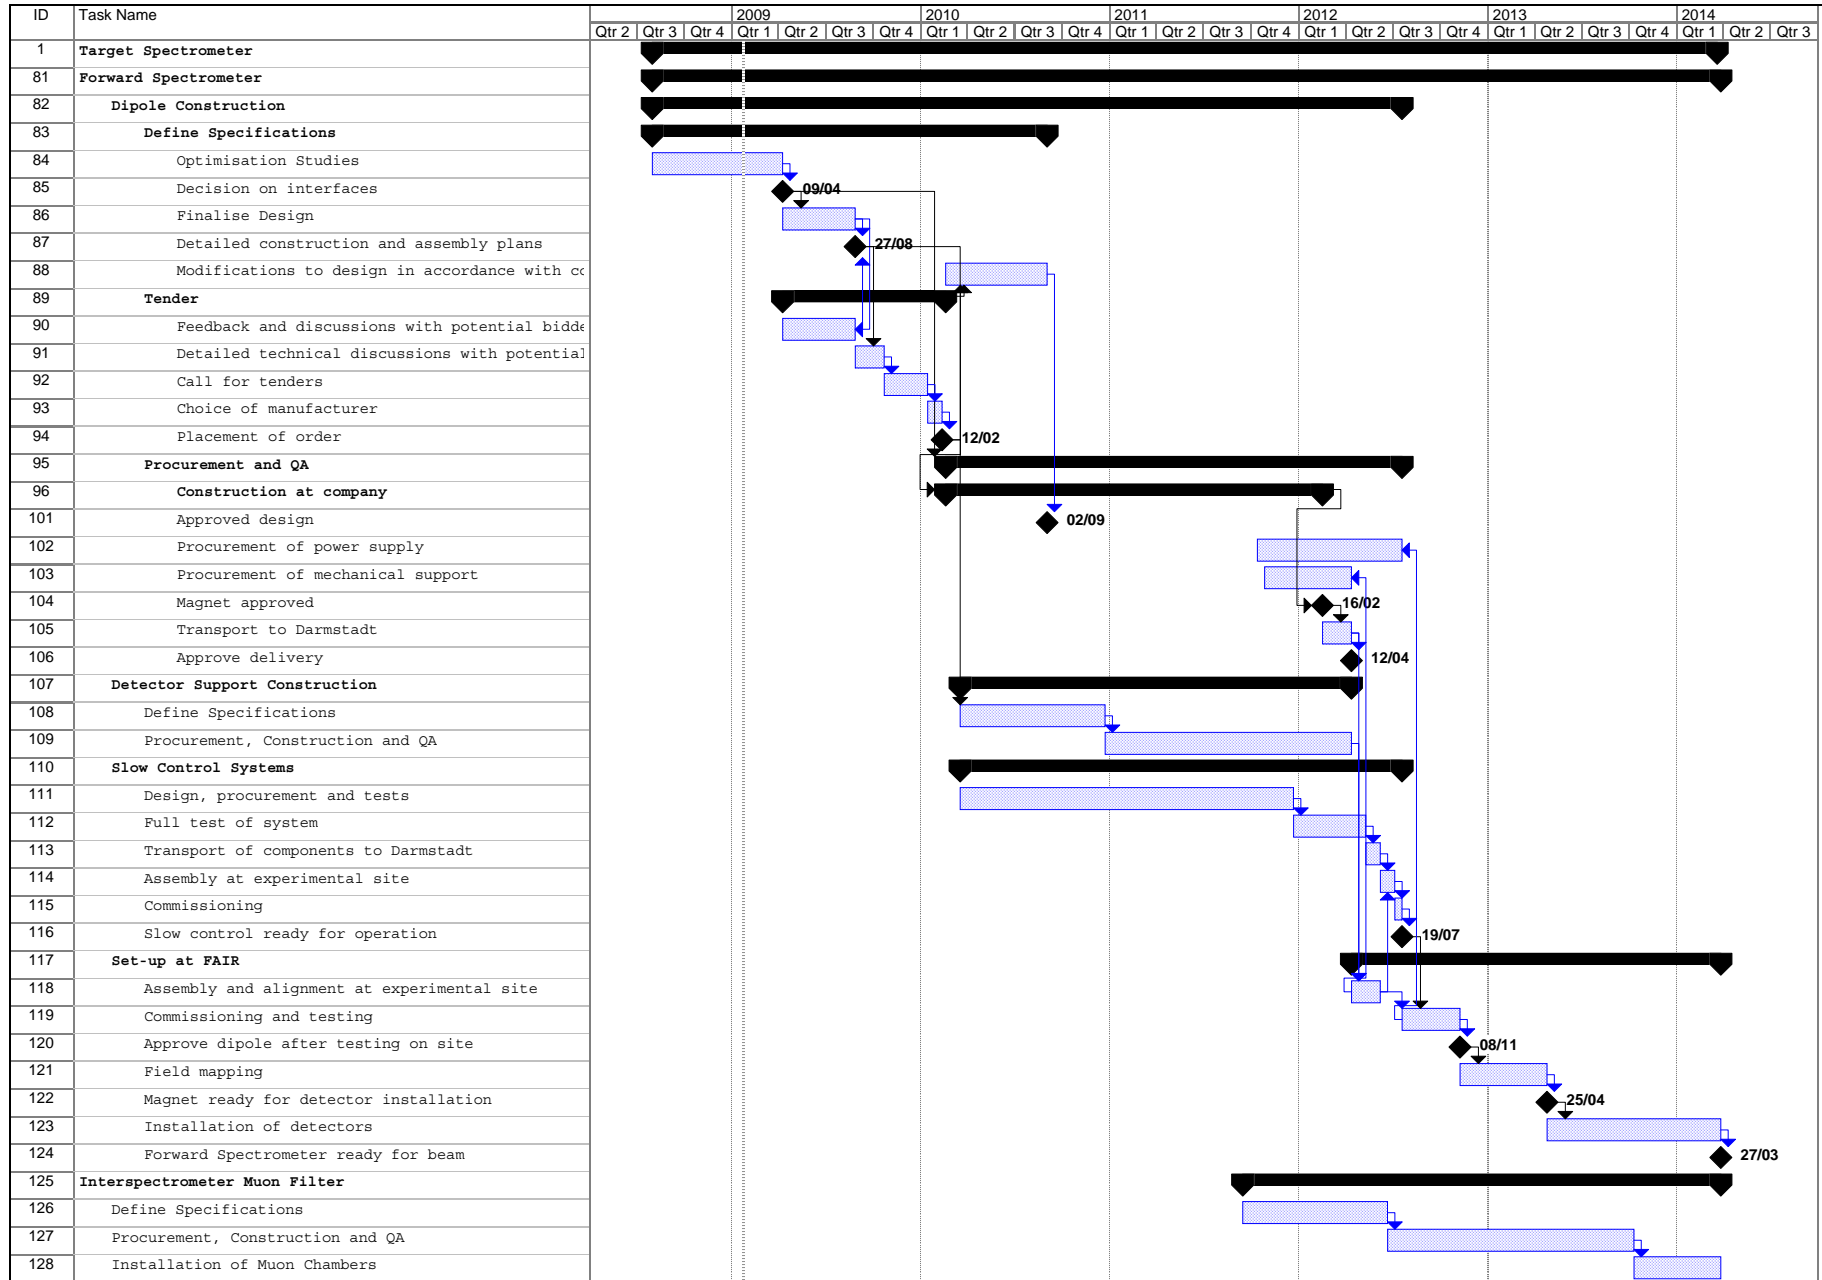 ID Task Name 2009 2010 2011 2012 2013 2014
Qtr 2 Qtr 3 Qtr 4 Qtr 1 Qtr 2 Qtr 3 Qtr 4 Qtr 1 Qtr 2 Qtr 3 Qtr 4 Qtr 1 Qtr 2 Qtr 3 Qtr 4 Qtr 1 Qtr 2 Qtr 3 Qtr 4 Qtr 1 Qtr 2 Qtr 3 Qtr 4 Qtr 1 Qtr 2 Qtr 3
1 Target Spectrometer
81 Forward Spectrometer
82 Dipole Construction
83 Define Specifications
84 Optimisation Studies
85 Decision on interfaces 09/04
86 Finalise Design
87 Detailed construction and assembly plans 27/08
88 Modifications to design in accordance with co
89 Tender
90 Feedback and discussions with potential bidde
91 Detailed technical discussions with potential
92 Call for tenders
93 Choice of manufacturer
94 Placement of order 12/02
95 Procurement and QA
96 Construction at company
101 Approved design 02/09
102 Procurement of power supply
103 Procurement of mechanical support
104 Magnet approved 16/02
105 Transport to Darmstadt
106 Approve delivery 12/04
107 Detector Support Construction
108 Define Specifications
109 Procurement, Construction and QA
110 Slow Control Systems
111 Design, procurement and tests
112 Full test of system
113 Transport of components to Darmstadt
114 Assembly at experimental site
115 Commissioning
116 Slow control ready for operation 19/07
117 Set-up at FAIR
118 Assembly and alignment at experimental site
119 Commissioning and testing
120 Approve dipole after testing on site 08/11
121 Field mapping
122 Magnet ready for detector installation 25/04
123 Installation of detectors
124 Forward Spectrometer ready for beam 27/03
125 Interspectrometer Muon Filter
126 Define Specifications
127 Procurement, Construction and QA
128 Installation of Muon Chambers